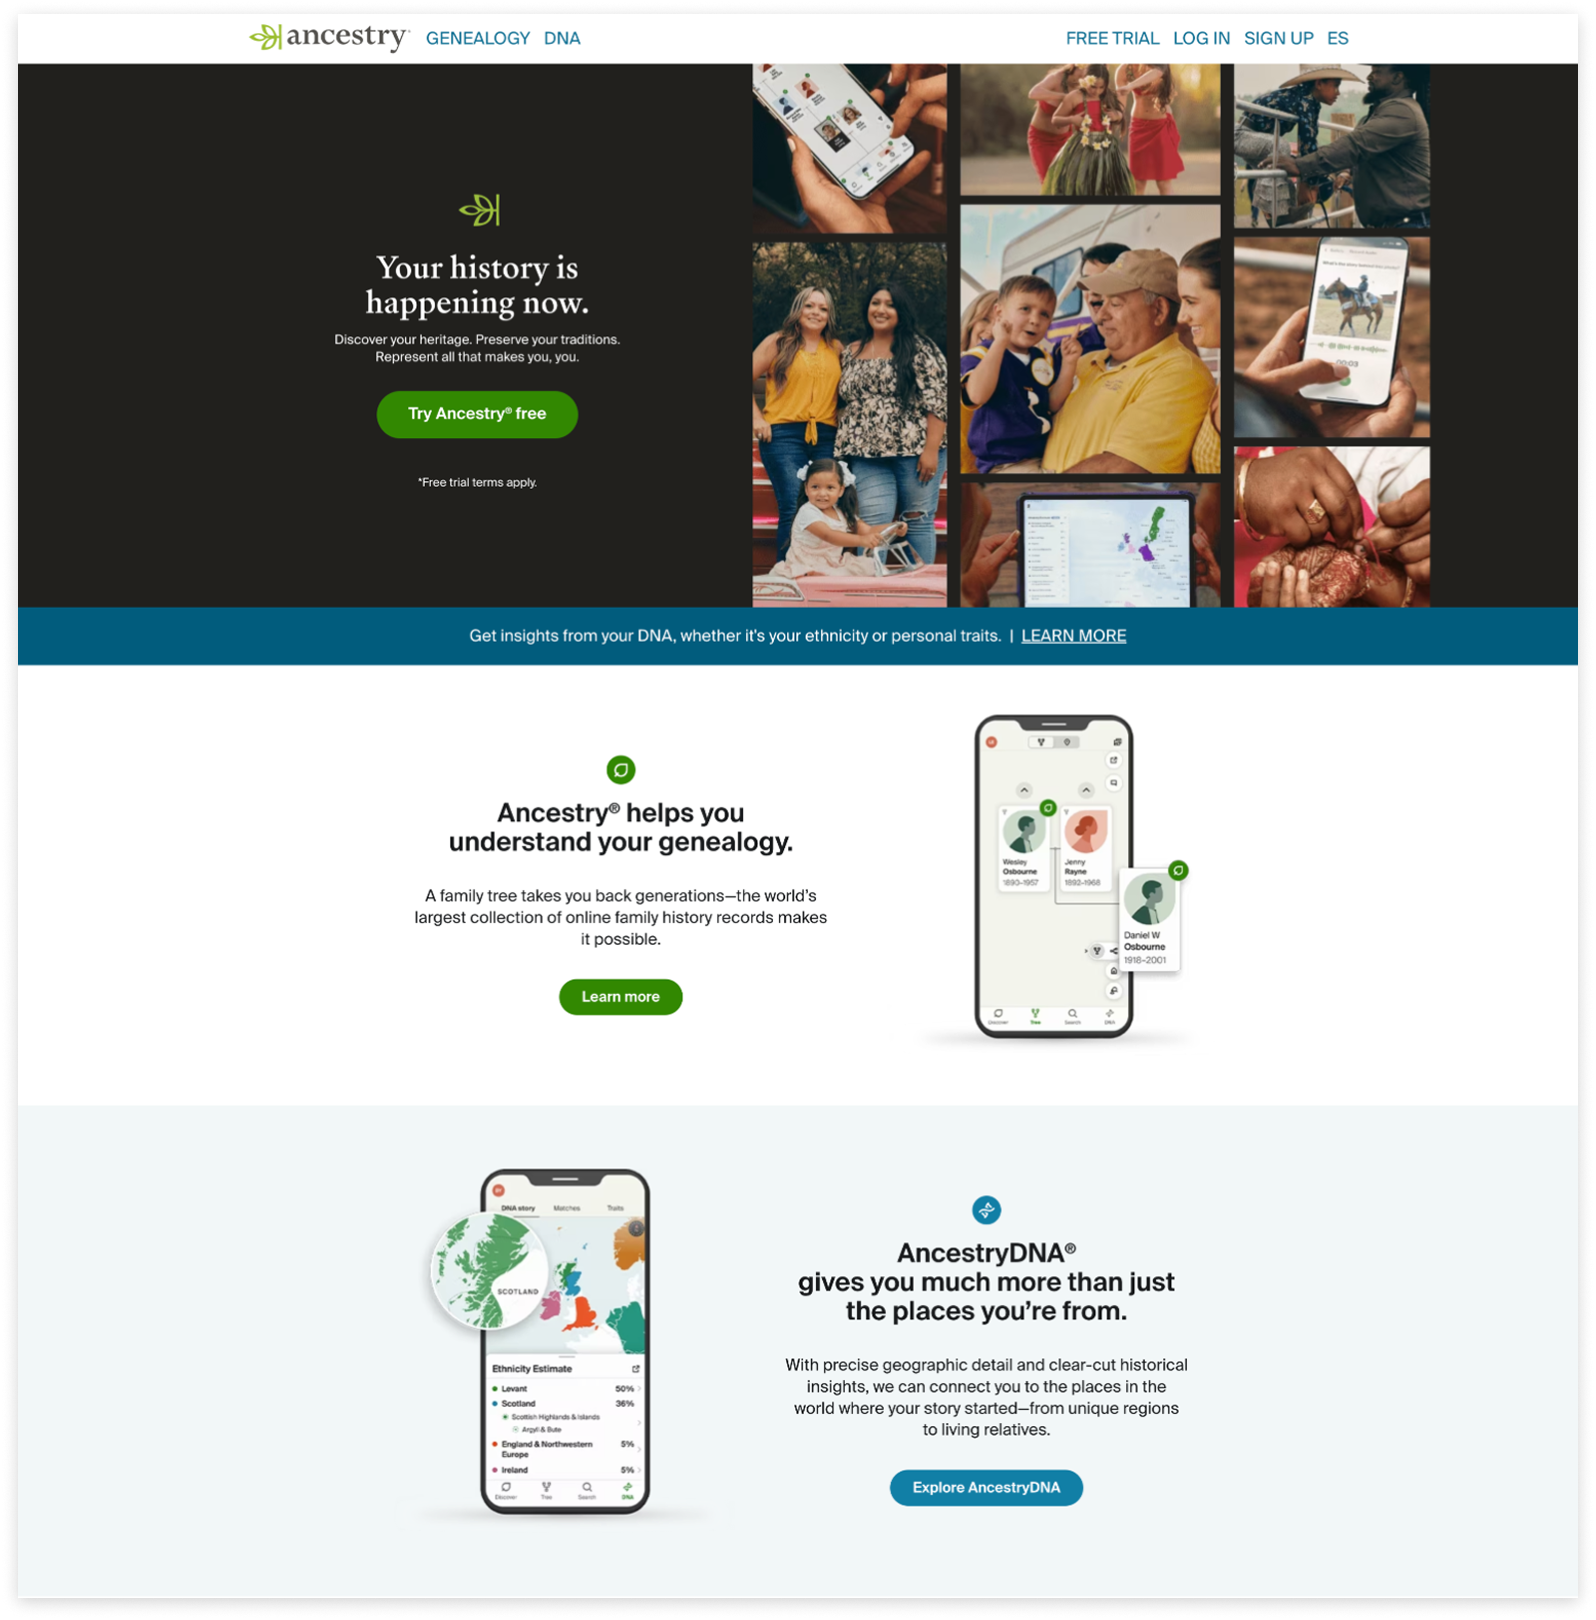 ancestry
GENEALOGY DNA
FREE TRIAL LOG IN SIGN UP ES
Your history is
happening now.
Discover your heritage. Preserve your traditions.
Represent all that makes you, you.
Try Ancestry® free
*Free trial terms apply.
Get insights from your DNA, whether it's your ethnicity or personal traits. | LEARN MORE
Ancestry® helps you
understand your genealogy.
A family tree takes you back generations—the world's
largest collection of online family history records makes
it possible.
Learn more
Wesley
Osbourne
1890–1957
Jenny
Rayne
1892–1968
Daniel W
Osbourne
1918–2001
Discover Tree Search DNA
DNA story Matches Traits
SCOTLAND
Ethnicity Estimate
Levant 50%
Scotland 36%
Scottish Highlands & Islands
Argyll & Bute
England & Northwestern
Europe 5%
Ireland 5%
Discover Tree Search DNA
AncestryDNA®
gives you much more than just
the places you’re from.
With precise geographic detail and clear-cut historical
insights, we can connect you to the places in the
world where your story started—from unique regions
to living relatives.
Explore AncestryDNA